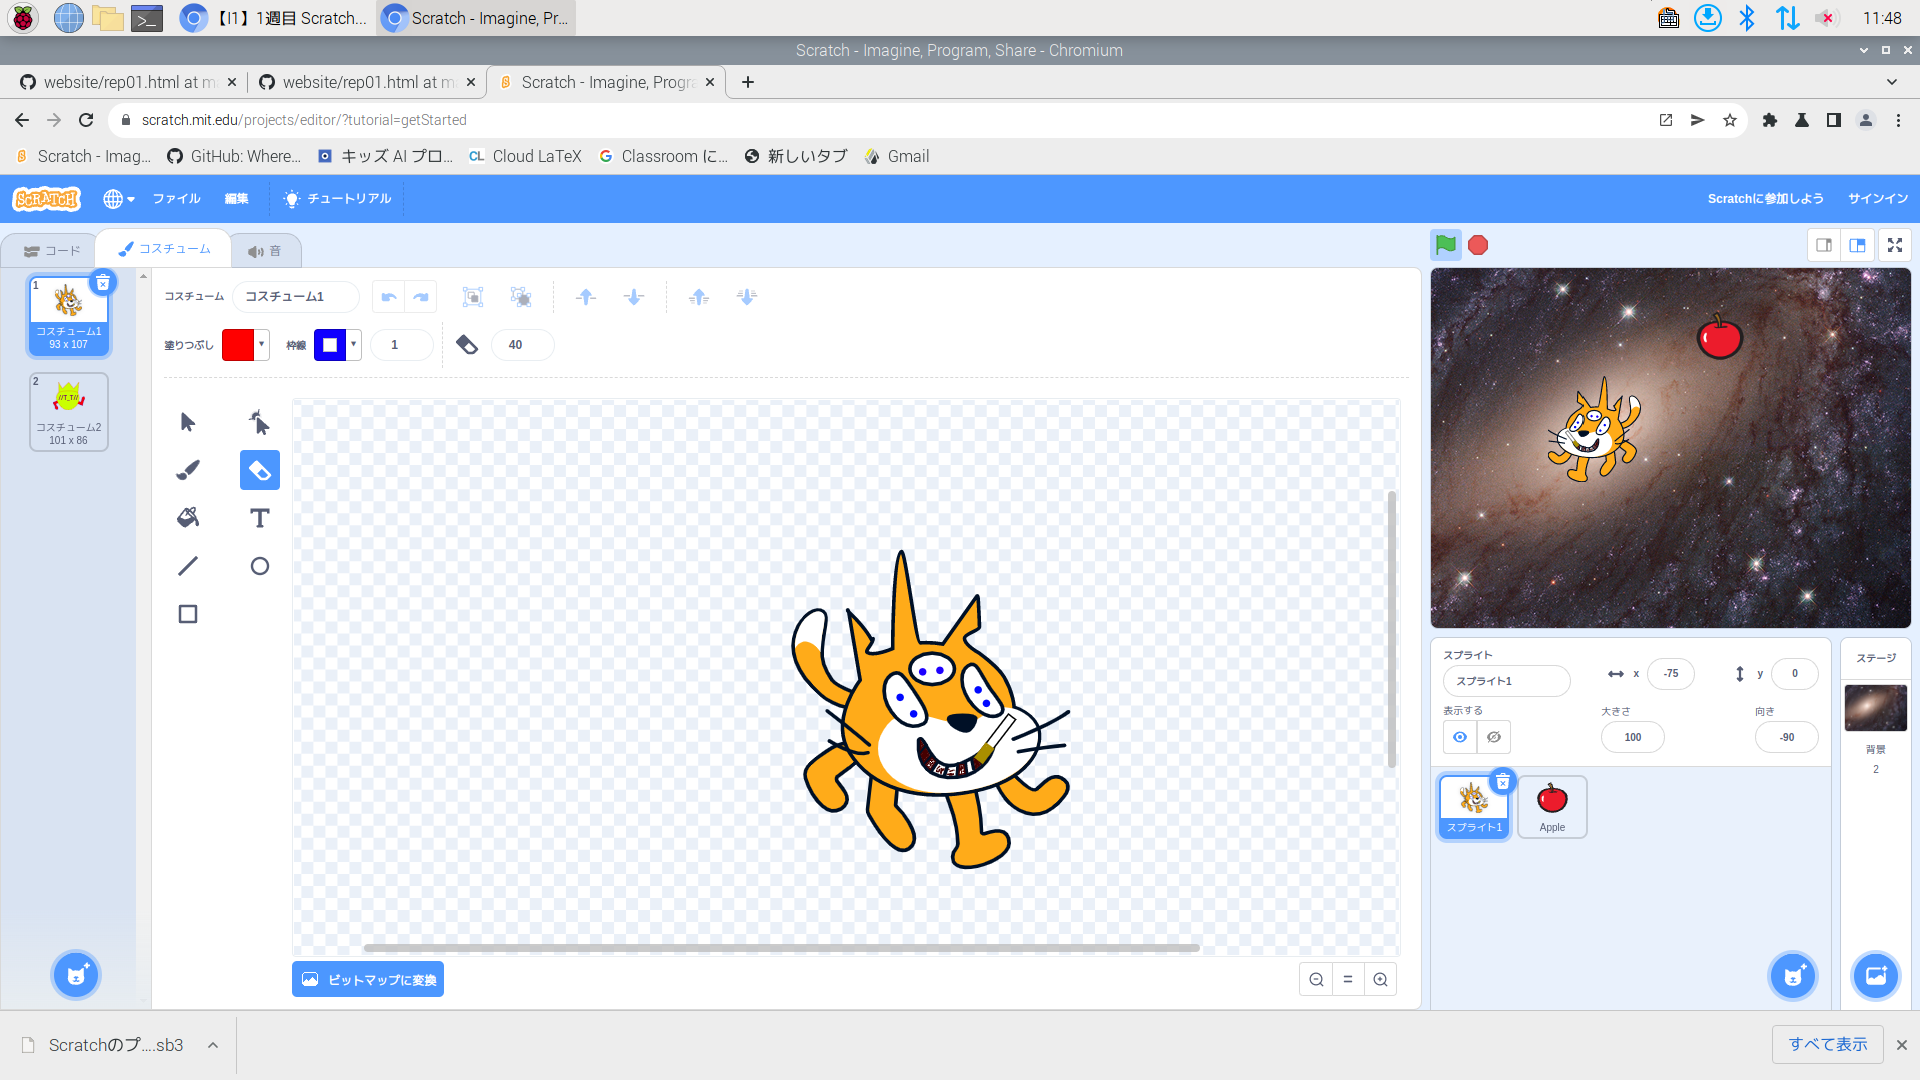 【I1】1週目 Scratch...
Scratch - Imagine, Pr...
11:48
Scratch - Imagine, Program, Share - Chromium
website/rep01.html at m
website/rep01.html at m
Scratch - Imagine, Progra
scratch.mit.edu/projects/editor/?tutorial=getStarted
Scratch - Imag...
GitHub: Where...
キッズ AI プロ...
CL Cloud LaTeX
Classroom に...
新しいタブ
Gmail
SCRATCH
ファイル
編集
チュートリアル
Scratchに参加しよう
サインイン
コード
コスチューム
音
1
コスチューム1
93 x 107
2
//T_T//
コスチューム2
101 x 86
コスチューム
コスチューム1
塗りつぶし
枠線
1
40
T
ビットマップに変換
スプライト
スプライト1
x
-75
y
0
表示する
大きさ
100
向き
-90
スプライト1
Apple
ステージ
背景
2
Scratchのプ....sb3
すべて表示